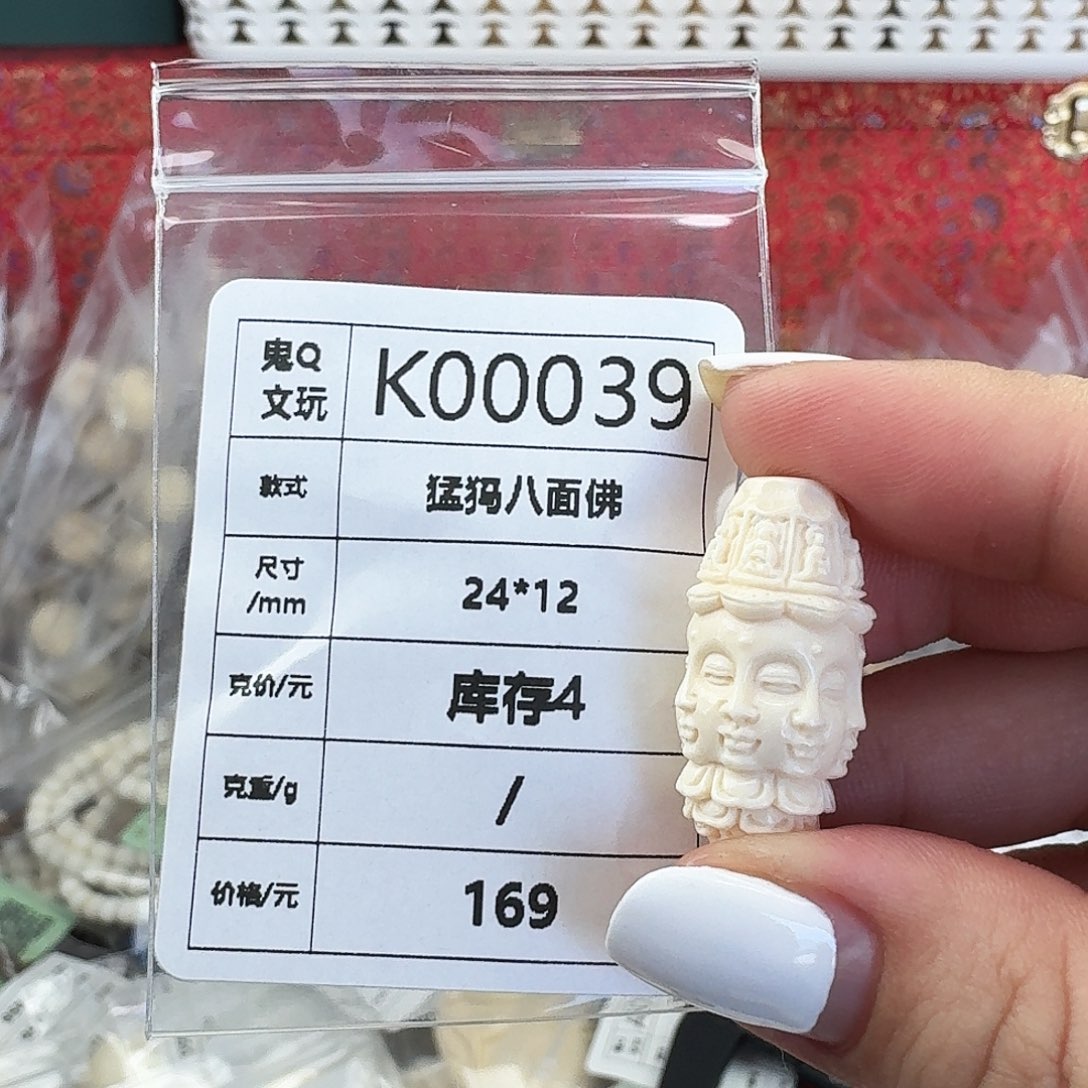 鬼Q
文玩
K00039
款式
猛犸八面佛
尺寸
/mm
24*12
克价/元
库存4
克重/g
/
价格/元
169